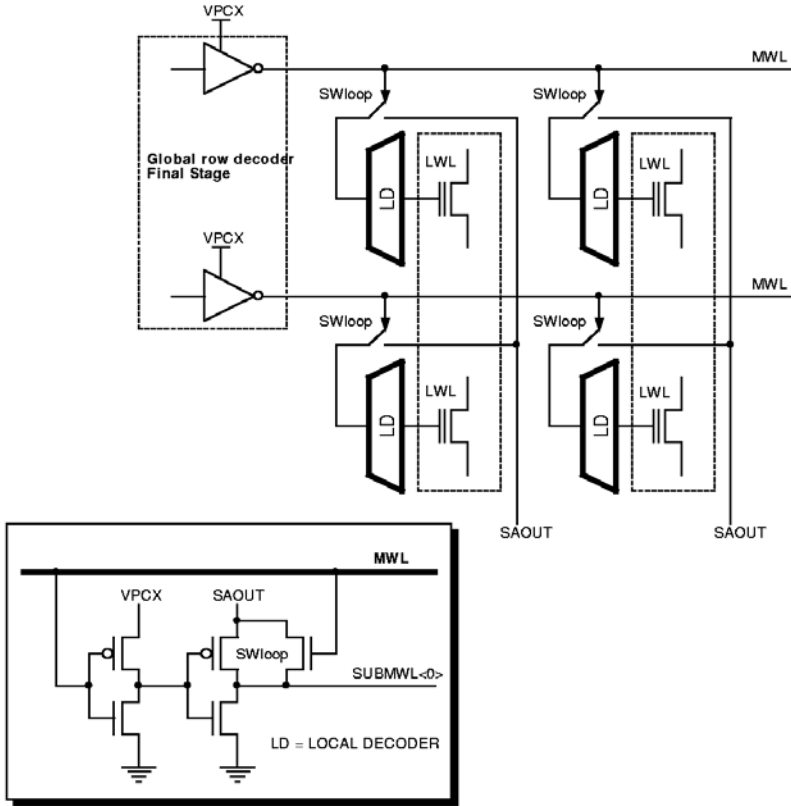 VPCX
MWL
SWloop
SWloop
Global row decoder
Final Stage
LWL
LWL
LD
LD
VPCX
MWL
SWloop
SWloop
LWL
LWL
LD
LD
SAOUT
SAOUT
MWL
VPCX
SAOUT
SWloop
SUBMWL<0>
LD = LOCAL DECODER